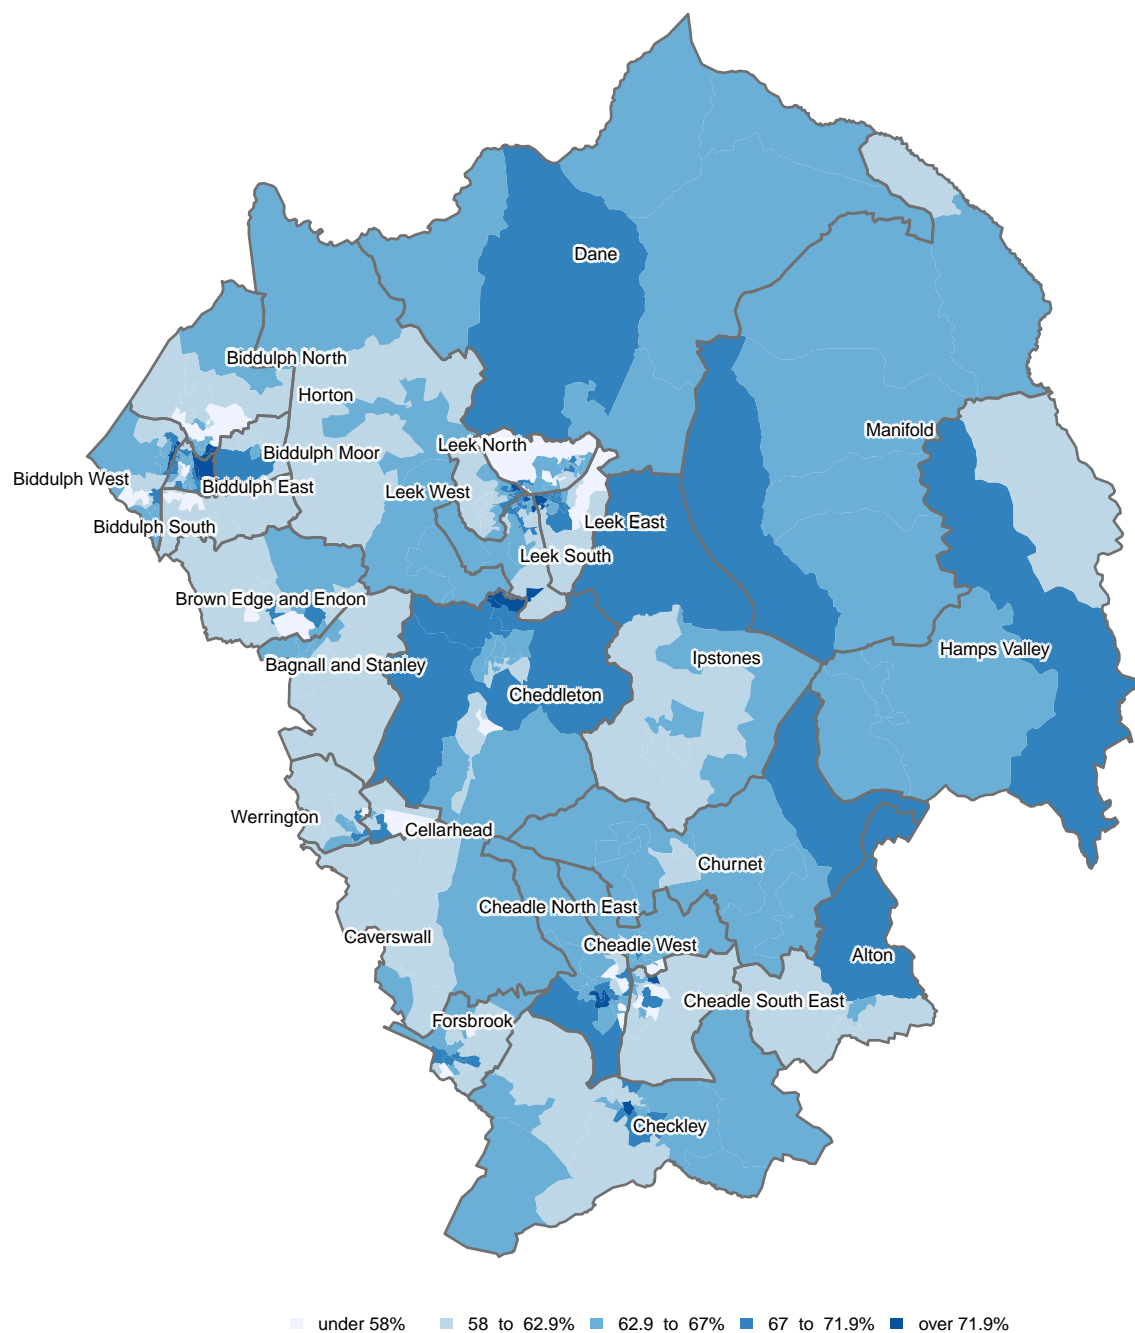 Dane
Biddulph North
Horton
Manifold
Leek North
Biddulph Moor
Biddulph West
Biddulph East
Leek West
Biddulph South
Leek East
Leek South
Brown Edge and Endon
Hamps Valley
Bagnall and Stanley
Ipstones
Cheddleton
Werrington
Cellarhead
Churnet
Cheadle North East
Caverswall
Cheadle West
Alton
Cheadle South East
Forsbrook
Checkley
under 58% 58 to 62.9% 62.9 to 67% 67 to 71.9% over 71.9%